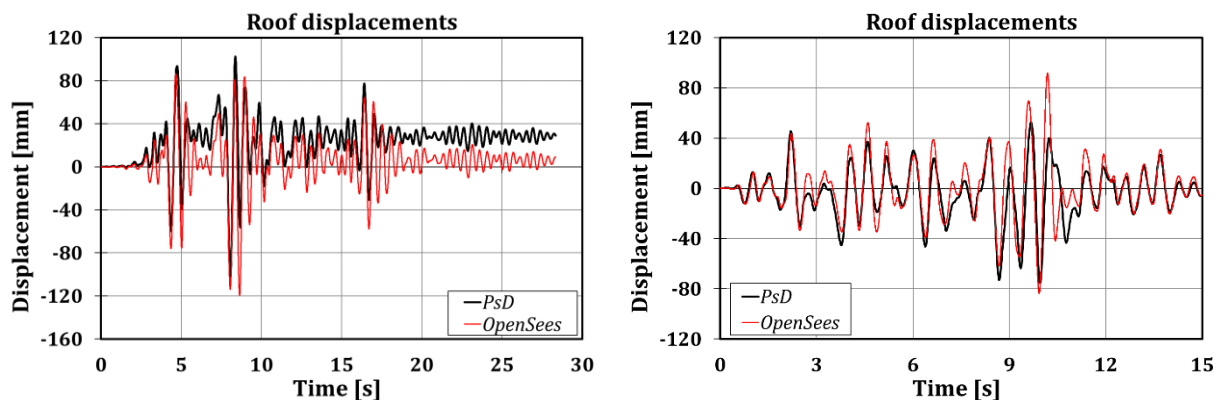 Roof displacements
120
80
40
0
-40
-80
-120
-160
Displacement [mm]
PsD
OpenSees
0 5 10 15 20 25 30
Time [s]
Roof displacements
120
80
40
0
-40
-80
-120
Displacement [mm]
PsD
OpenSees
0 3 6 9 12 15
Time [s]